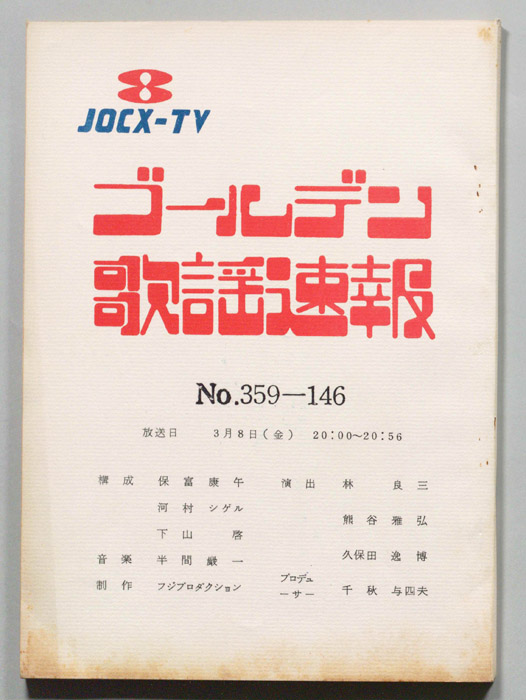 8
JOCX-TV
ゴールデン
歌謡速報
No.359—146
放送日 3月8日(金) 20:00~20:56
構成 保富康午 演出 林良三
河村シゲル 熊谷雅弘
下山啓 久保田逸博
音楽 半間巖一
制作 フジプロダクション プロデューサー 千秋与四夫